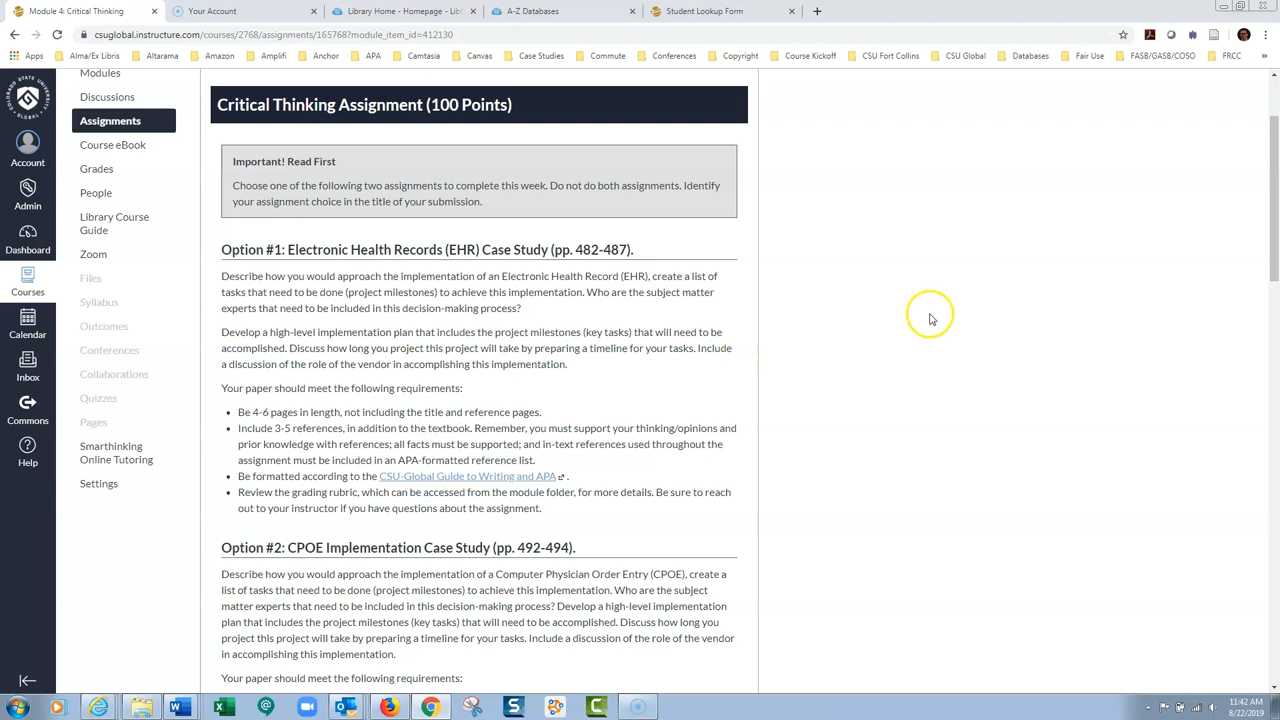 Module 4: Critical Thinking
Your Account
Library Home - Homepage - Lib
A-Z Databases
Student Lookup Form
csuglobal.instructure.com/courses/2768/assignments/165768?module_item_id=412130
Apps Alma/Ex Libris Altarama Amazon Amplifi Anchor APA Camtasia Canvas Case Studies Commute Conferences Copyright Course Kickoff CSU Fort Collins CSU Global Databases Fair Use FASB/GASB/COSO FRCC »
Account
Admin
Dashboard
Courses
Calendar
Inbox
Commons
Help
Modules
Discussions
Assignments
Course eBook
Grades
People
Library Course
Guide
Zoom
Files
Syllabus
Outcomes
Conferences
Collaborations
Quizzes
Pages
Smarthinking
Online Tutoring
Settings
Critical Thinking Assignment (100 Points)
Important! Read First
Choose one of the following two assignments to complete this week. Do not do both assignments. Identify
your assignment choice in the title of your submission.
Option #1: Electronic Health Records (EHR) Case Study (pp. 482-487).
Describe how you would approach the implementation of an Electronic Health Record (EHR), create a list of
tasks that need to be done (project milestones) to achieve this implementation. Who are the subject matter
experts that need to be included in this decision-making process?
Develop a high-level implementation plan that includes the project milestones (key tasks) that will need to be
accomplished. Discuss how long you project this project will take by preparing a timeline for your tasks. Include
a discussion of the role of the vendor in accomplishing this implementation.
Your paper should meet the following requirements:
• Be 4-6 pages in length, not including the title and reference pages.
• Include 3-5 references, in addition to the textbook. Remember, you must support your thinking/opinions and
prior knowledge with references; all facts must be supported; and in-text references used throughout the
assignment must be included in an APA-formatted reference list.
• Be formatted according to the CSU-Global Guide to Writing and APA .
• Review the grading rubric, which can be accessed from the module folder, for more details. Be sure to reach
out to your instructor if you have questions about the assignment.
Option #2: CPOE Implementation Case Study (pp. 492-494).
Describe how you would approach the implementation of a Computer Physician Order Entry (CPOE), create a
list of tasks that need to be done (project milestones) to achieve this implementation. Who are the subject
matter experts that need to be included in this decision-making process? Develop a high-level implementation
plan that includes the project milestones (key tasks) that will need to be accomplished. Discuss how long you
project this project will take by preparing a timeline for your tasks. Include a discussion of the role of the vendor
in accomplishing this implementation.
Your paper should meet the following requirements:
11:42 AM
8/22/2019